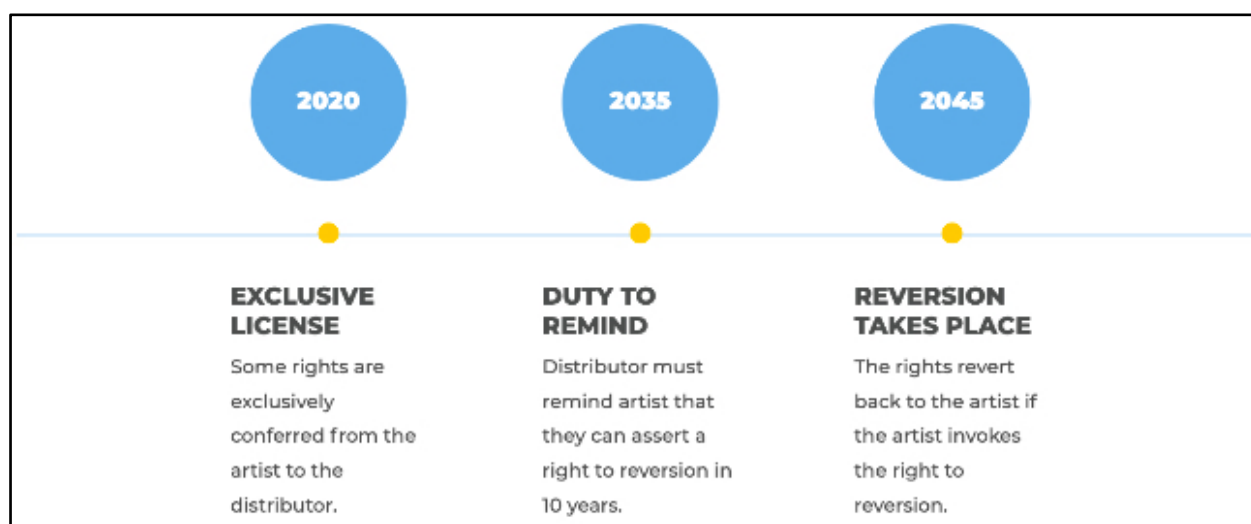 2020
2035
2045
EXCLUSIVE
LICENSE
Some rights are
exclusively
conferred from the
artist to the
distributor.
DUTY TO
REMIND
Distributor must
remind artist that
they can assert a
right to reversion in
10 years.
REVERSION
TAKES PLACE
The rights revert
back to the artist if
the artist invokes
the right to
reversion.